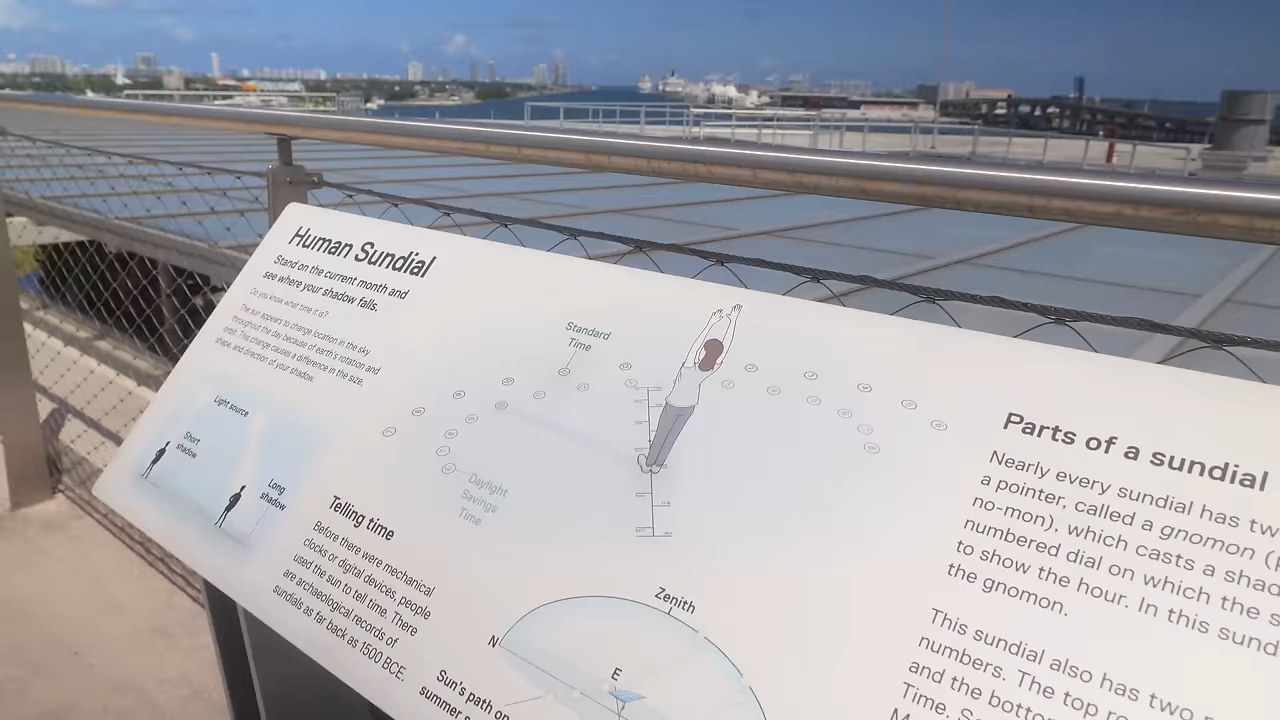 Human Sundial
Stand on the current month and
see where your shadow falls.
Do you know what time it is?
The sun appears to change location in the sky
throughout the day because of earth's rotation and
orbit. This change causes a difference in the size,
shape, and direction of your shadow.
Light source
Short
shadow
Long
shadow
Telling time
Before there were mechanical
clocks or digital devices, people
used the sun to tell time. There
are archaeological records of
sundials as far back as 1500 BCE.
Standard
Time
Daylight
Savings
Time
Zenith
N
E
Sun's path on
summer
Parts of a sundial
Nearly every sundial has
a pointer, called a gnomon
no-mon), which casts a
numbered dial on which the
to show the hour. In this
the gnomon.
This sundial also has two
numbers. The top
and the
Time.